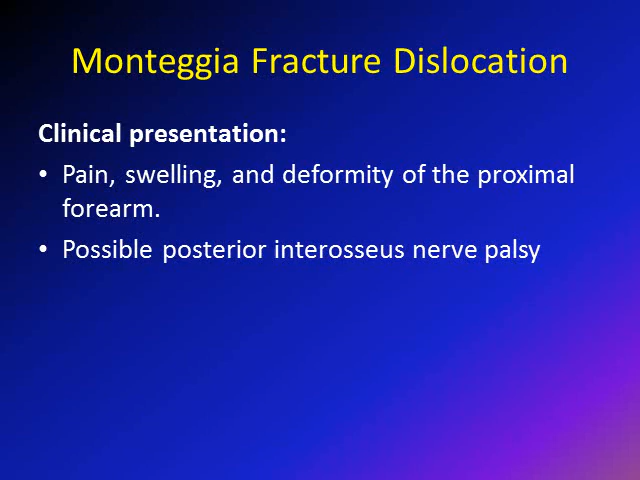 Monteggia Fracture Dislocation
Clinical presentation:
• Pain, swelling, and deformity of the proximal
forearm.
• Possible posterior interosseus nerve palsy